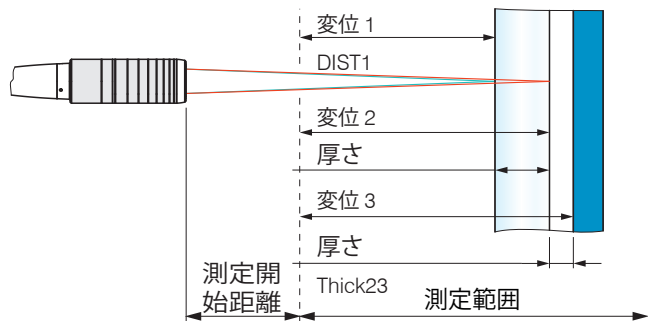 変位 1
DIST1
変位 2
厚さ
変位 3
厚さ
Thick23
測定開
始距離
測定範囲